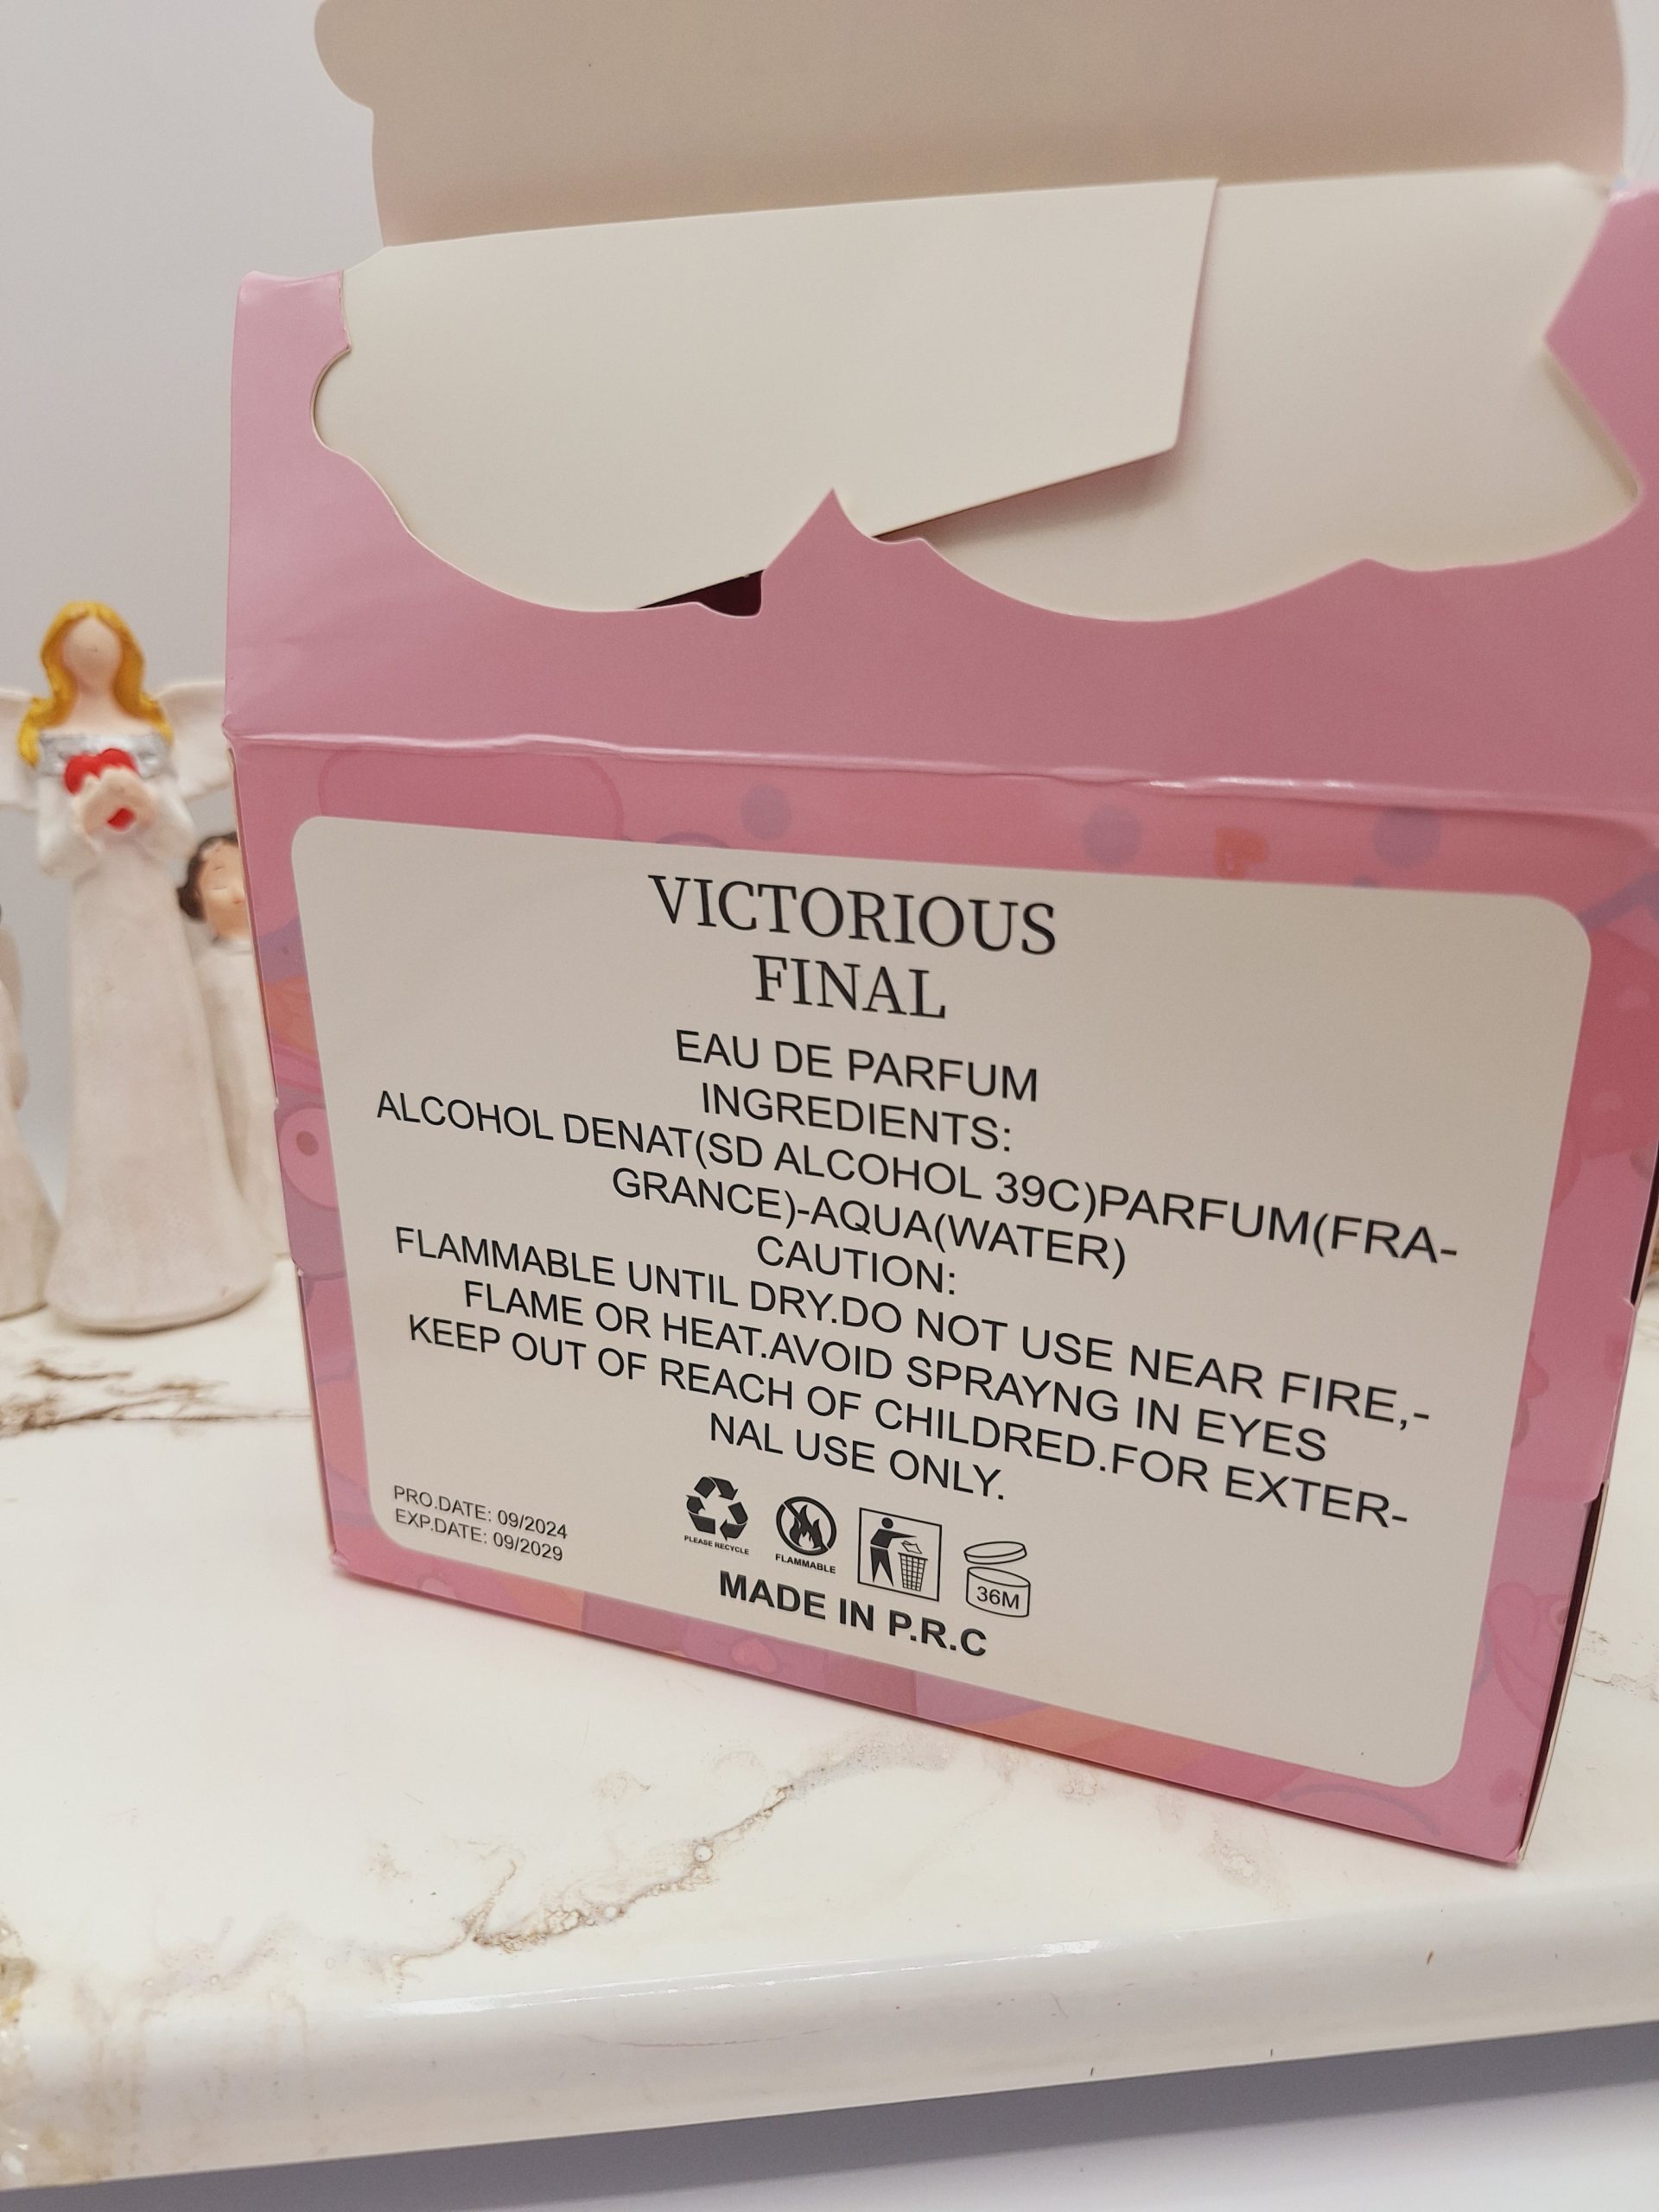 VICTORIOUS
FINAL
EAU DE PARFUM
INGREDIENTS:
ALCOHOL DENAT(SD ALCOHOL 39C)PARFUM(FRA-
GRANCE)-AQUA(WATER)
CAUTION:
FLAMMABLE UNTIL DRY.DO NOT USE NEAR FIRE,-
FLAME OR HEAT.AVOID SPRAYNG IN EYES
KEEP OUT OF REACH OF CHILDRED.FOR EXTER-
NAL USE ONLY.
PRO.DATE: 09/2024
EXP.DATE: 09/2029
PLEASE RECYCLE
FLAMMABLE
36M
MADE IN P.R.C